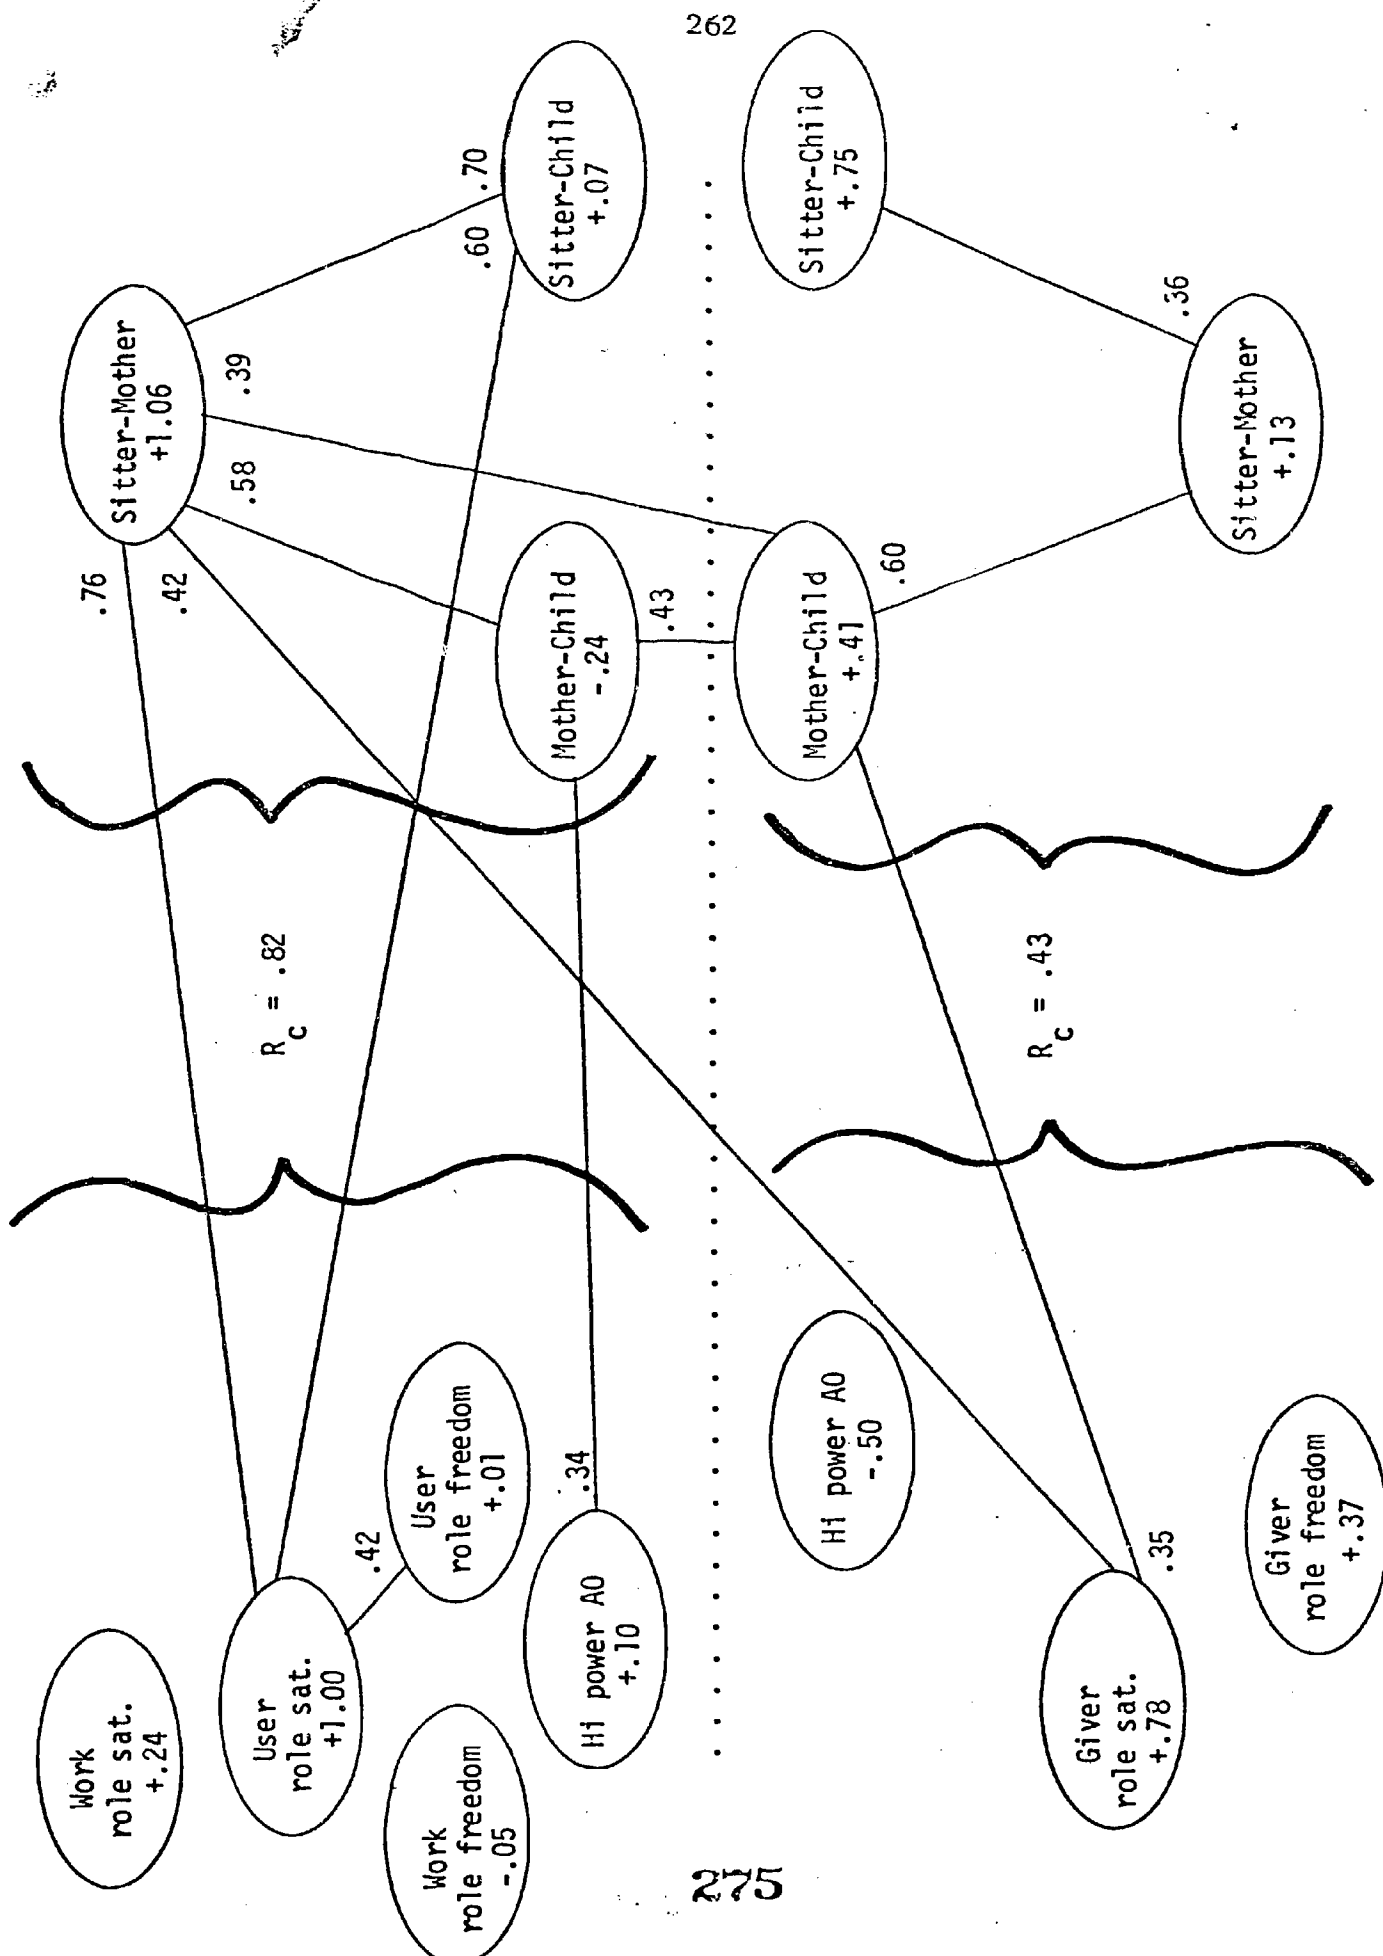 262
Sitter-Mother
+1.06
.76
.42
.58
.39
.70
.60
Sitter-Child
+.07
Mother-Child
-.24
.43
Work
role sat.
+.24
User
role sat.
+1.00
.42
User
role freedom
+.01
Work
role freedom
-.05
Hi power AO
+.10
.34
R
c
= .82
Sitter-Child
+.75
Mother-Child
+.41
.60
.36
Sitter-Mother
+.13
Hi power AO
-.50
R
c
= .43
Giver
role sat.
+.78
.35
Giver
role freedom
+.37
275